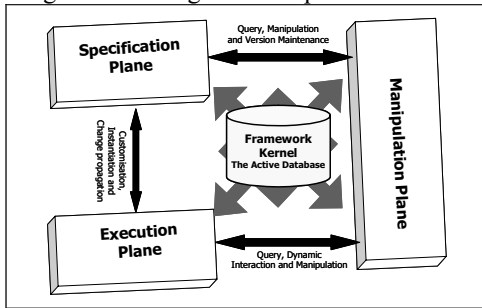 Specification
Plane
Query, Manipulation
and Version Maintenance
Manipulation Plane
Customisation,
Instantiation and
Change propagation
Framework
Kernel
The Active Database
Execution
Plane
Query, Dynamic
Interaction and Manipulation